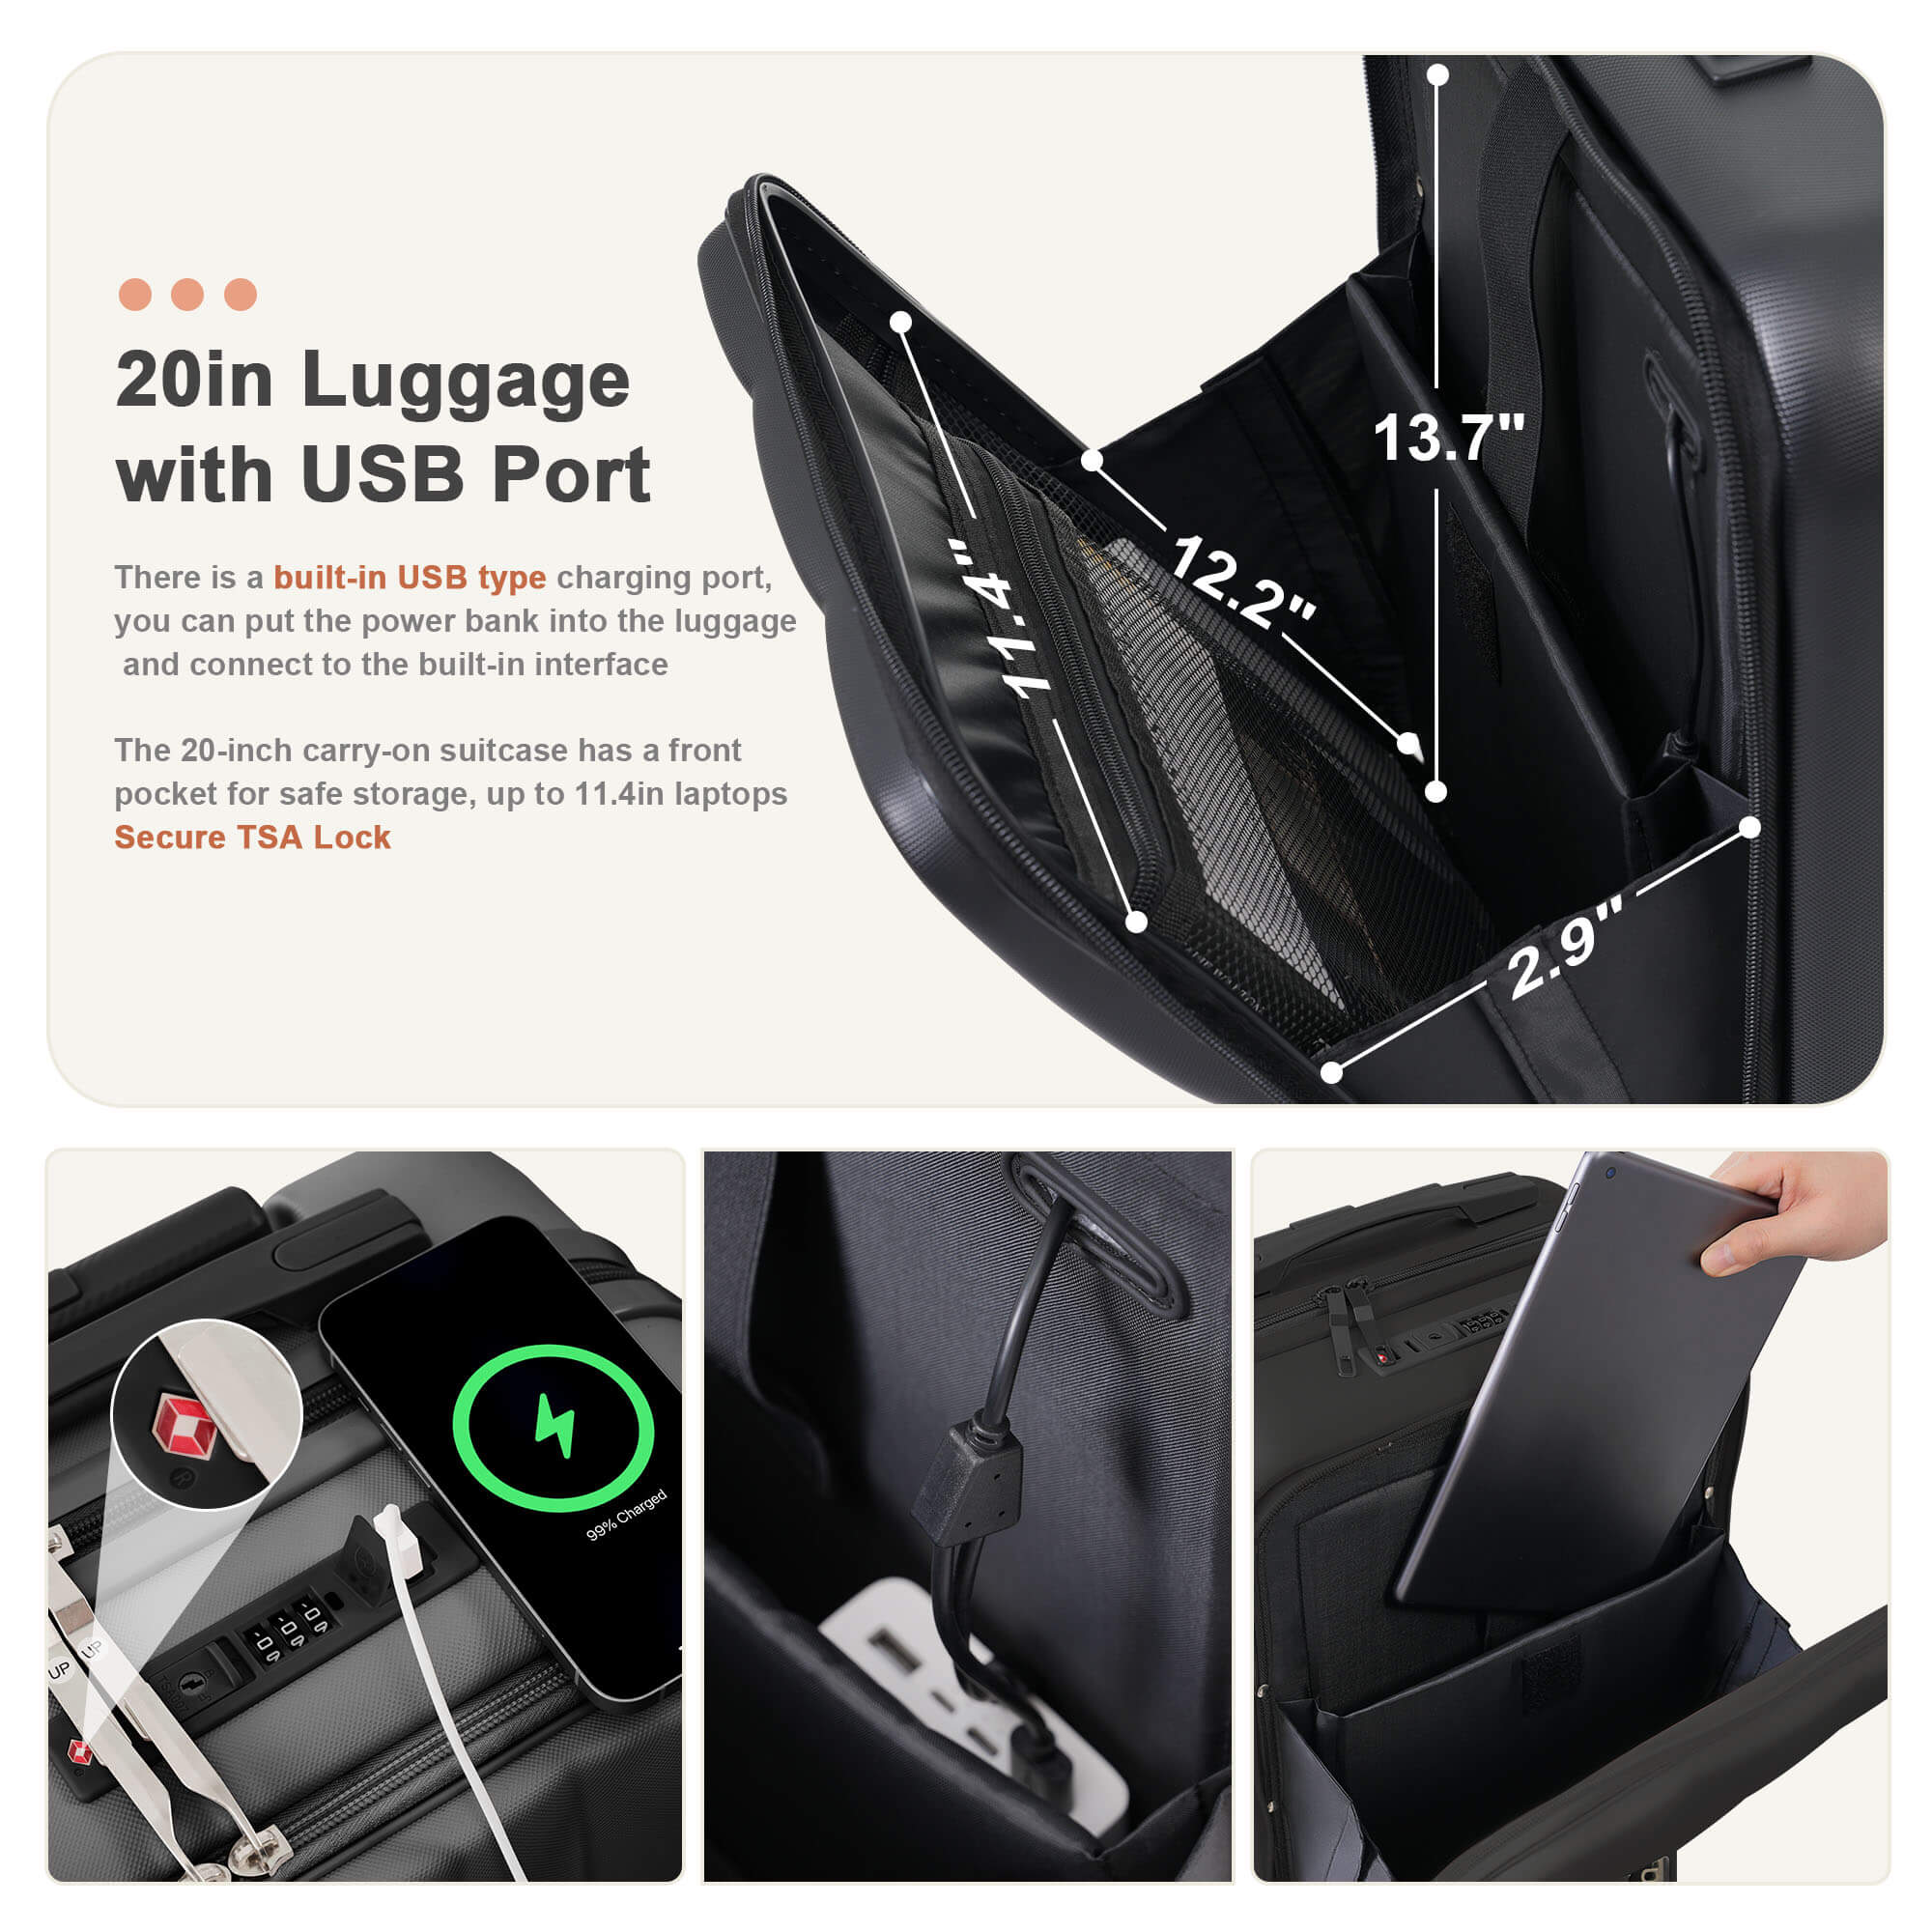 20in Luggage
with USB Port
There is a built-in USB type charging port,
you can put the power bank into the luggage
and connect to the built-in interface
The 20-inch carry-on suitcase has a front
pocket for safe storage, up to 11.4in laptops
Secure TSA Lock
13.7"
12.2"
11.4"
2.9"
99% Charged
R
UP
UP
0 0 0